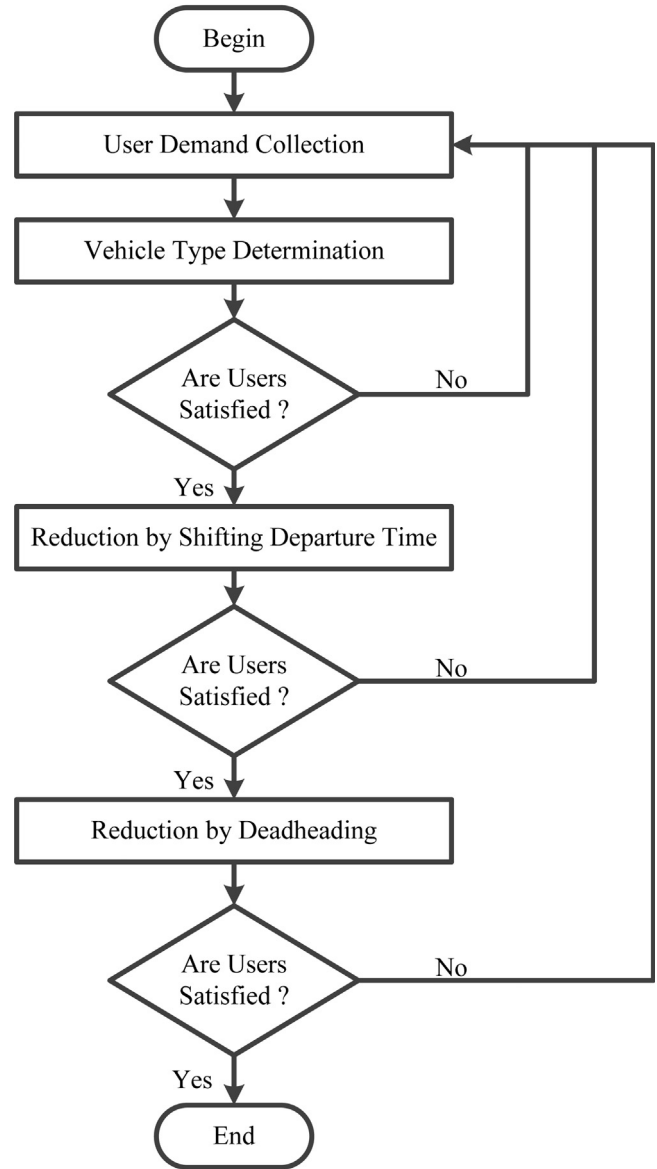 Begin
User Demand Collection
Vehicle Type Determination
Are Users
Satisfied ?
No
Yes
Reduction by Shifting Departure Time
Are Users
Satisfied ?
No
Yes
Reduction by Deadheading
Are Users
Satisfied ?
No
Yes
End